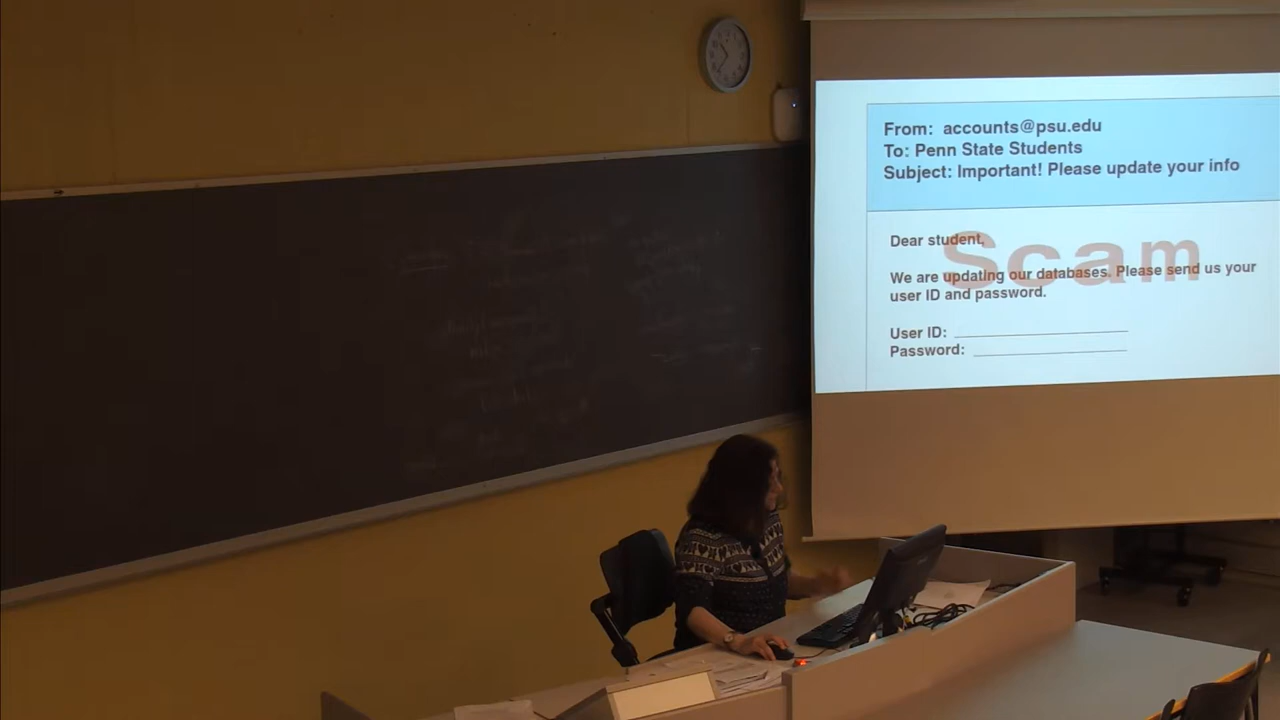 From: accounts@psu.edu
To: Penn State Students
Subject: Important! Please update your info
Dear student,
Scam
We are updating our databases. Please send us your
user ID and password.
User ID:
Password: